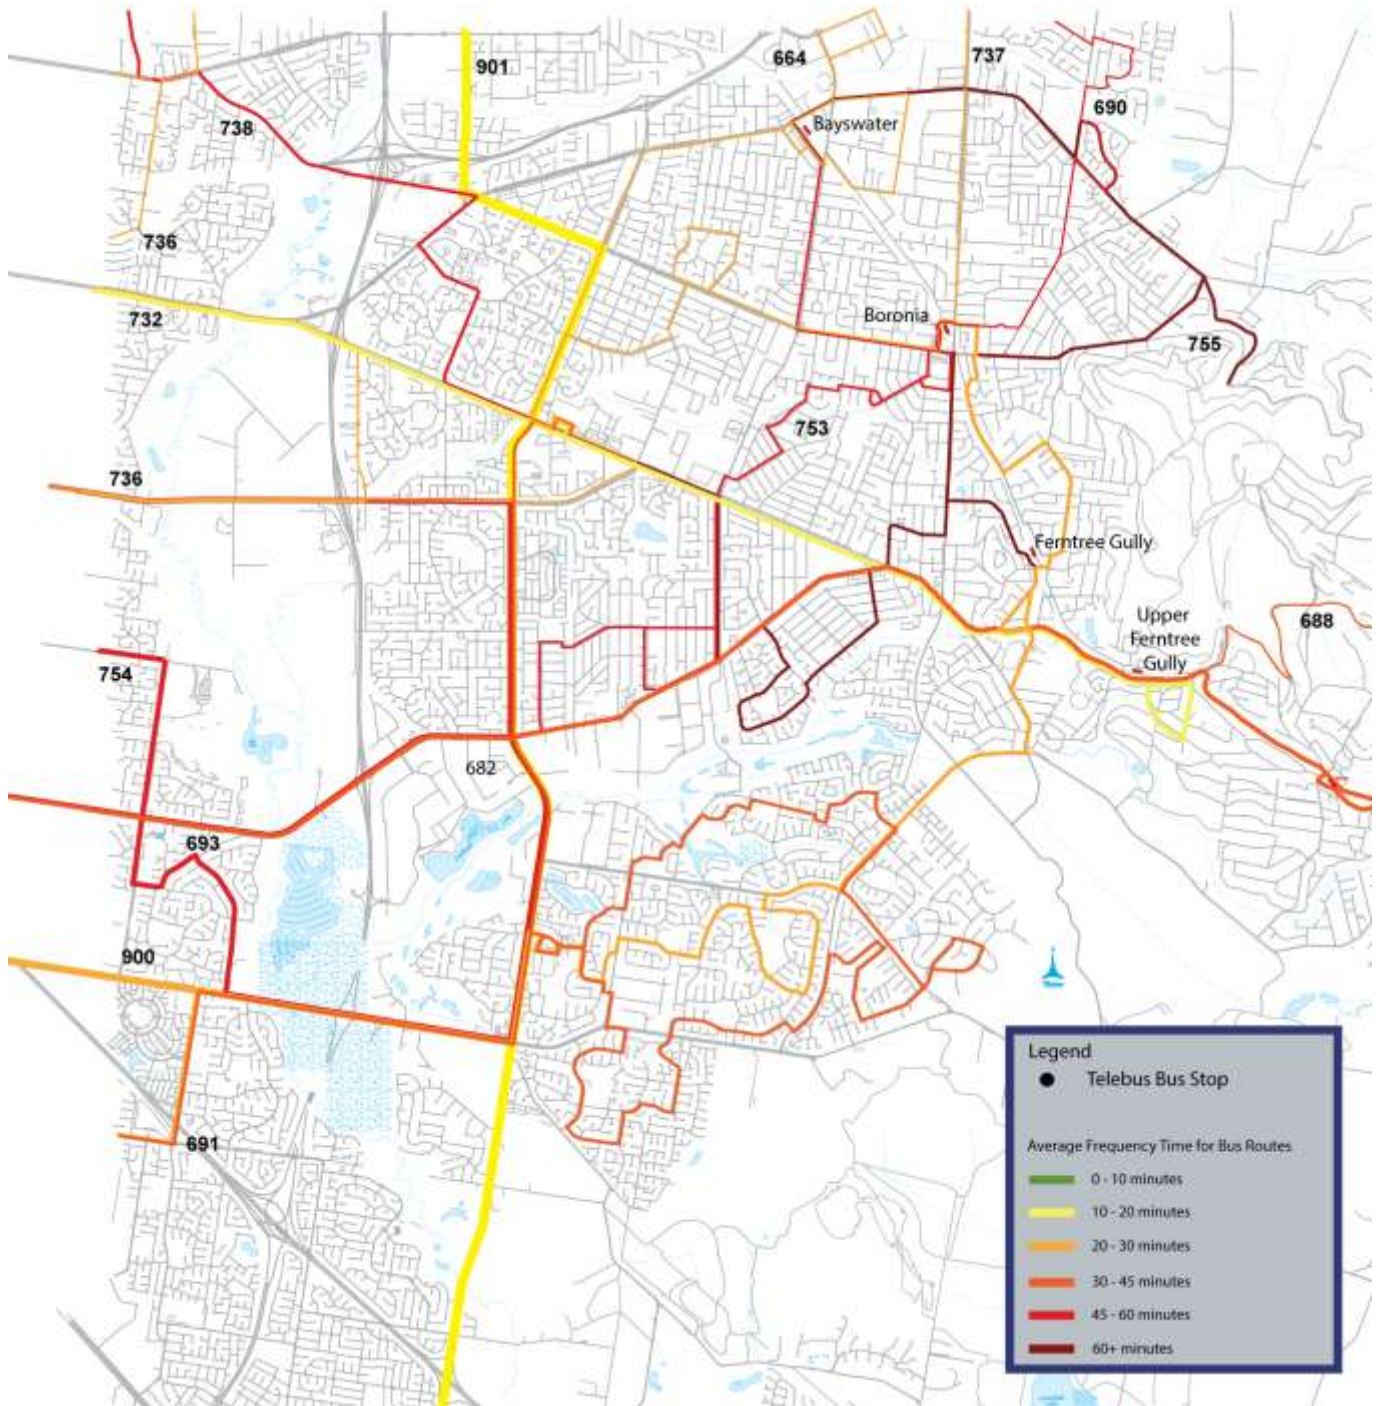 901
664
737
690
738
Bayswater
736
732
Boronia
755
753
736
Ferntree Gully
Upper
Ferntree
Gully
688
754
682
693
900
691
Legend
Telebus Bus Stop
Average Frequency Time for Bus Routes
0 - 10 minutes
10 - 20 minutes
20 - 30 minutes
30 - 45 minutes
45 - 60 minutes
60+ minutes